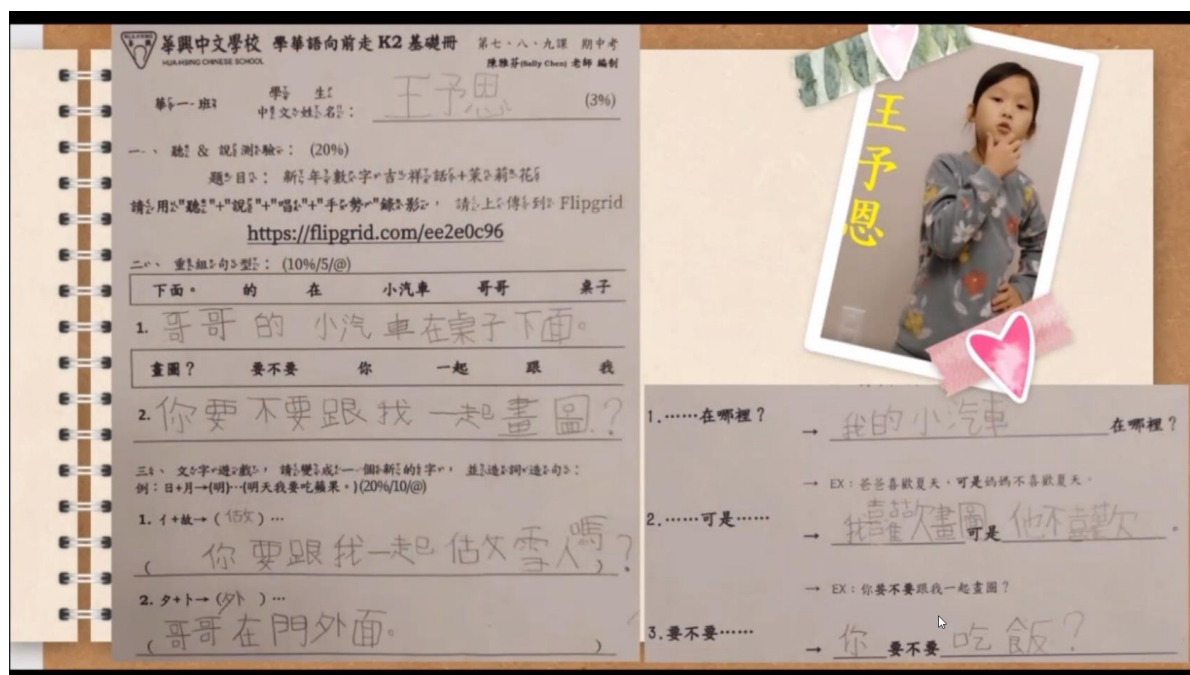 華興中文學校 學華語向前走 K2 基礎冊 第七、八、九課 期中考
HUA HSING CHINESE SCHOOL 陳雅芬(Sally Chen) 老師 編制
華一班 學生中文姓名： 王予恩 (3%)
一、 聽 & 說測驗： (20%)
題目： 新年數字吉祥話+茉莉花
請用"聽"+"說"+"唱"+"手勢"錄影， 請上傳到 Flipgrid
https://flipgrid.com/ee2e0c96
二、 重組句型： (10%/5/@)
下面。 的 在 小汽車 哥哥 桌子
1. 哥哥的 小汽車在桌子下面。
畫圖？ 要不要 你 一起 跟 我
2. 你要不要跟我一起畫圖？
三、 文字遊戲， 請變成一個新的字， 並造詞造句：
例：日+月→(明)…(明天我要吃蘋果。)(20%/10/@)
1. 亻+故→ ( 做 ) …
( 你要跟我一起做雪人嗎 ) ？
2. 夕+卜→ ( 外 ) …
( 哥哥在門外面。 )
王予恩
1. ……在哪裡？ → 我的小汽車 在哪裡？
→ EX：爸爸喜歡夏天，可是媽媽不喜歡夏天。
2. ……可是…… → 我喜歡畫圖 可是 他不喜歡 。
→ EX：你要不要跟我一起畫圖？
3. 要不要…… → 你 要不要 吃飯？